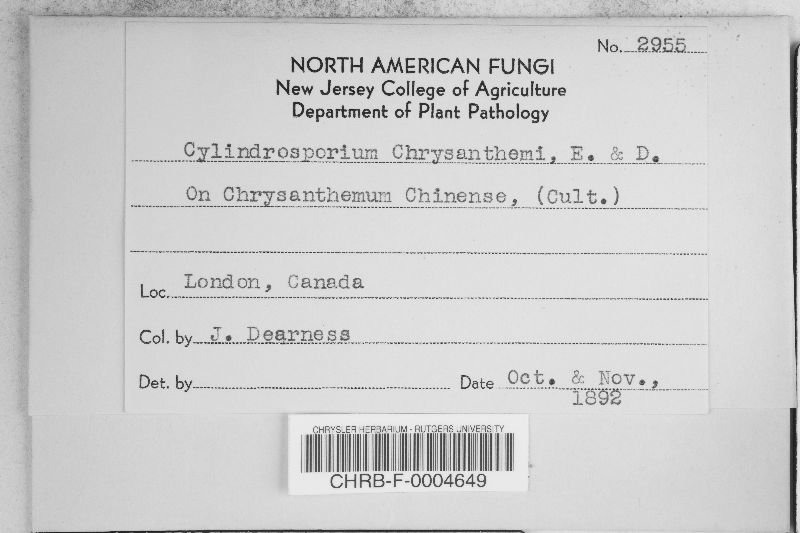 No. 2955
NORTH AMERICAN FUNGI
New Jersey College of Agriculture
Department of Plant Pathology
Cylindrosporium Chrysanthemi, E. & D.
On Chrysanthemum Chinense, (Cult.)
Loc. London, Canada
Col. by J. Dearness
Det. by Date Oct. & Nov.,
1892
CHRYSLER HERBARIUM - RUTGERS UNIVERSITY
CHRB-F-0004649